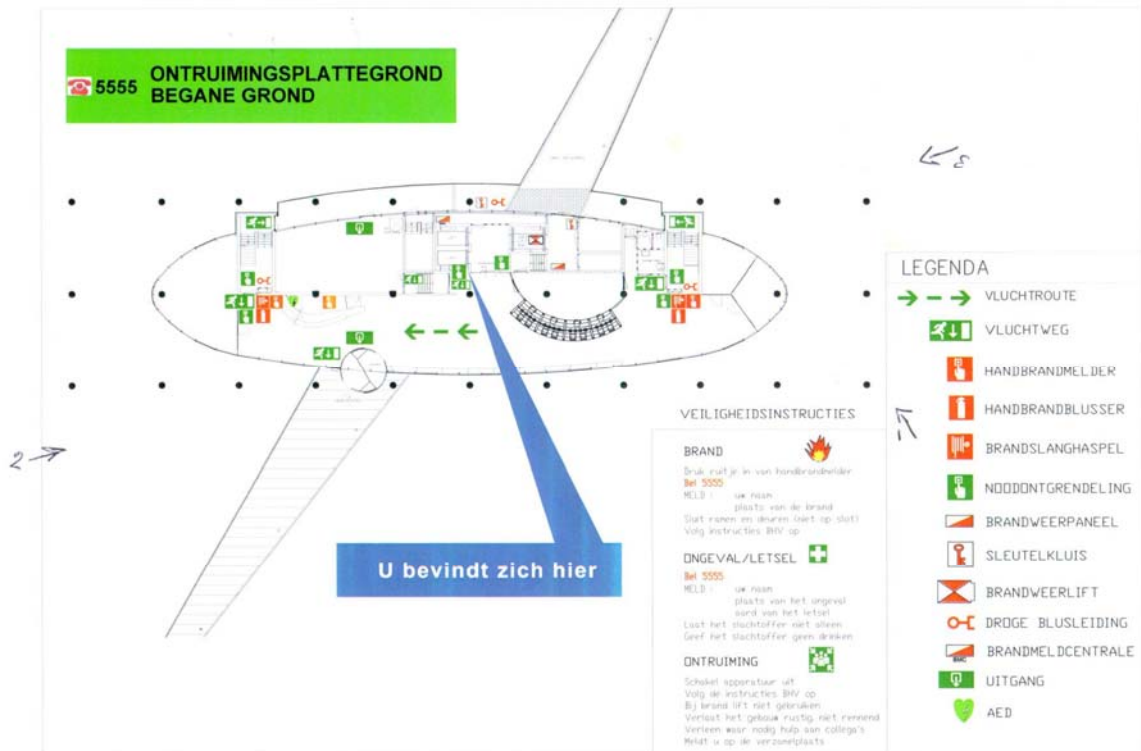 5555 ONTRUIMINGSPLATTEGROND
BEGANE GROND
3
2
1
U bevindt zich hier
VEILIGHEIDSINSTRUCTIES
BRAND
Druk ruitje in van handbrandmelder
Bel 5555
MELD : uw naam
plaats van de brand
Sluit ramen en deuren (niet op slot)
Volg instructies BHV op
ONGEVAL/LETSEL
Bel 5555
MELD : uw naam
plaats van het ongeval
aard van het letsel
Laat het slachtoffer niet alleen
Geef het slachtoffer geen drinken
ONTRUIMING
Schakel apparatuur uit
Volg de instructies BHV op
Bij brand lift niet gebruiken
Verlaat het gebouw rustig, niet rennend
Verleen waar nodig hulp aan collega's
Meldt u op de verzamelplaats
LEGENDA
VLUCHTROUTE
VLUCHTWEG
HANDBRANDMELDER
HANDBRANDBLUSSER
BRANDSLANGHASPEL
NOODONTGRENDELING
BRANDWEERPANEEL
SLEUTELKLUIS
BRANDWEERLIFT
DROGE BLUSLEIDING
BMC BRANDMELDCENTRALE
UITGANG
AED